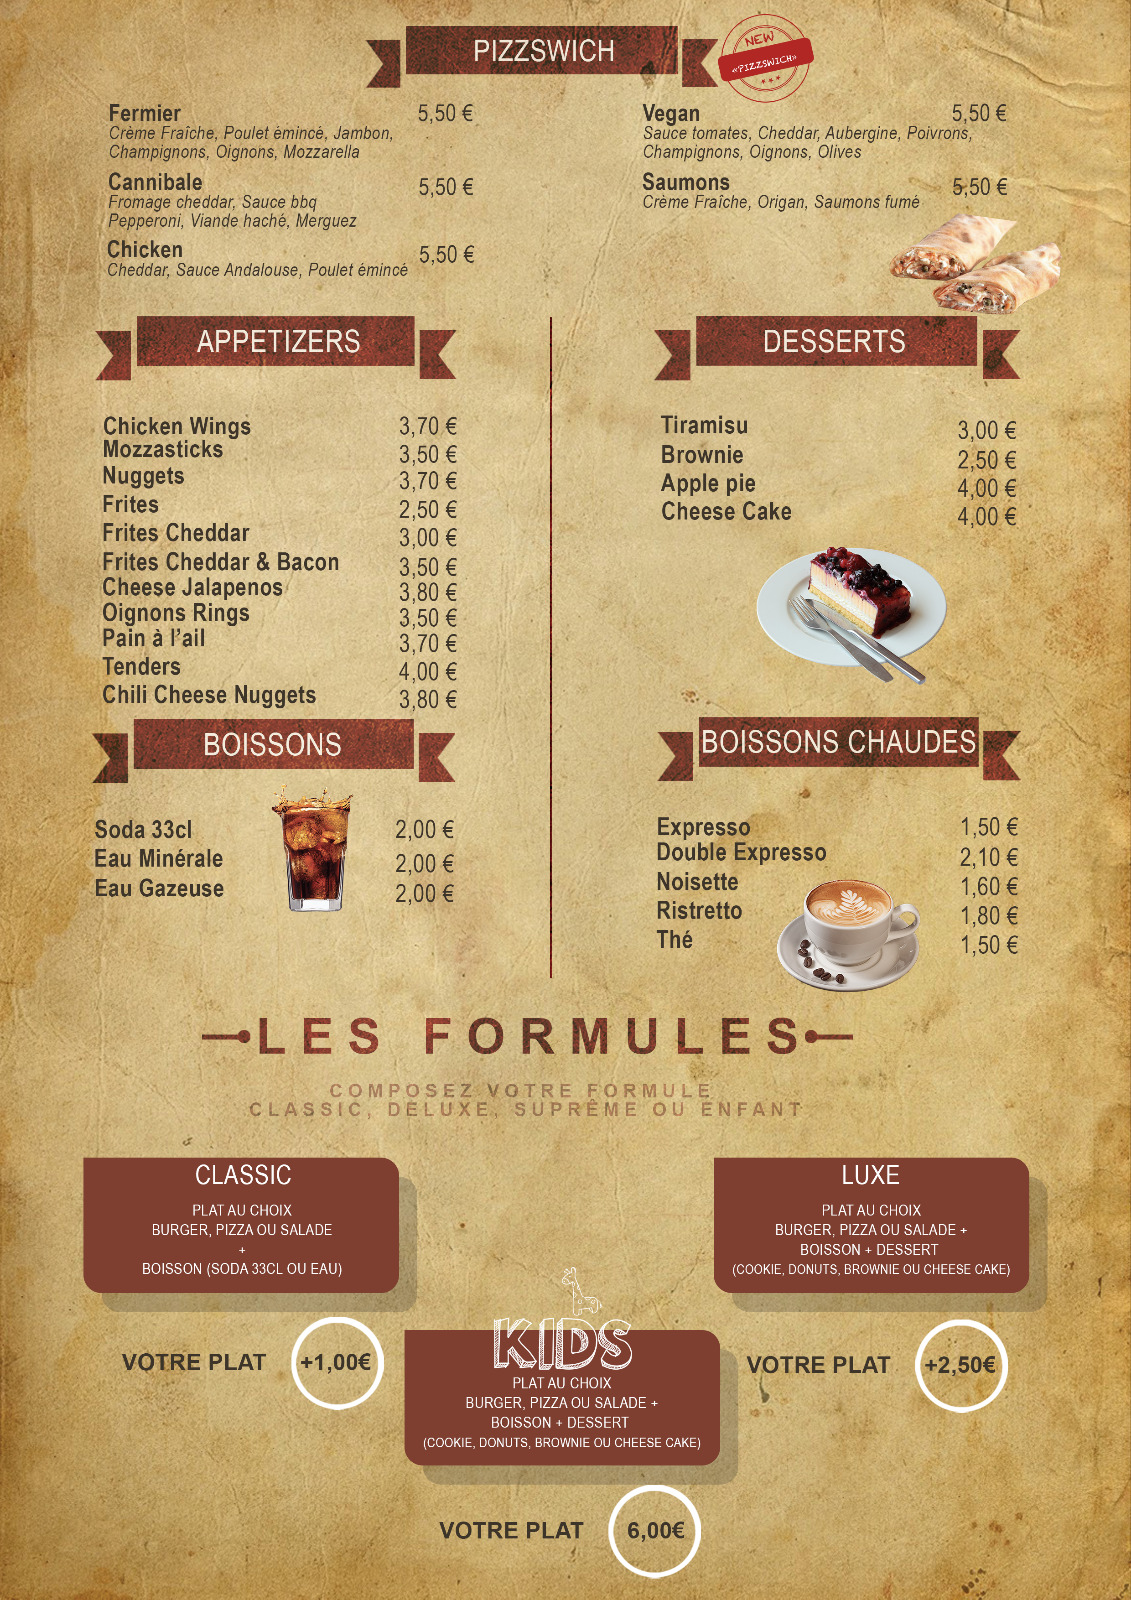 PIZZSWICH
NEW
«PIZZSWICH»
Fermier 5,50 €
Crème Fraîche, Poulet émincé, Jambon,
Champignons, Oignons, Mozzarella
Cannibale 5,50 €
Fromage cheddar, Sauce bbq
Pepperoni, Viande haché, Merguez
Chicken 5,50 €
Cheddar, Sauce Andalouse, Poulet émincé
Vegan 5,50 €
Sauce tomates, Cheddar, Aubergine, Poivrons,
Champignons, Oignons, Olives
Saumons 5,50 €
Crème Fraîche, Origan, Saumons fumé
APPETIZERS
Chicken Wings 3,70 €
Mozzasticks 3,50 €
Nuggets 3,70 €
Frites 2,50 €
Frites Cheddar 3,00 €
Frites Cheddar & Bacon 3,50 €
Cheese Jalapenos 3,80 €
Oignons Rings 3,50 €
Pain à l'ail 3,70 €
Tenders 4,00 €
Chili Cheese Nuggets 3,80 €
DESSERTS
Tiramisu 3,00 €
Brownie 2,50 €
Apple pie 4,00 €
Cheese Cake 4,00 €
BOISSONS
Soda 33cl 2,00 €
Eau Minérale 2,00 €
Eau Gazeuse 2,00 €
BOISSONS CHAUDES
Expresso 1,50 €
Double Expresso 2,10 €
Noisette 1,60 €
Ristretto 1,80 €
Thé 1,50 €
LES FORMULES
COMPOSEZ VOTRE FORMULE
CLASSIC, DELUXE, SUPRÊME OU ENFANT
CLASSIC
PLAT AU CHOIX
BURGER, PIZZA OU SALADE
+
BOISSON (SODA 33CL OU EAU)
VOTRE PLAT +1,00€
LUXE
PLAT AU CHOIX
BURGER, PIZZA OU SALADE +
BOISSON + DESSERT
(COOKIE, DONUTS, BROWNIE OU CHEESE CAKE)
VOTRE PLAT +2,50€
KIDS
PLAT AU CHOIX
BURGER, PIZZA OU SALADE +
BOISSON + DESSERT
(COOKIE, DONUTS, BROWNIE OU CHEESE CAKE)
VOTRE PLAT 6,00€